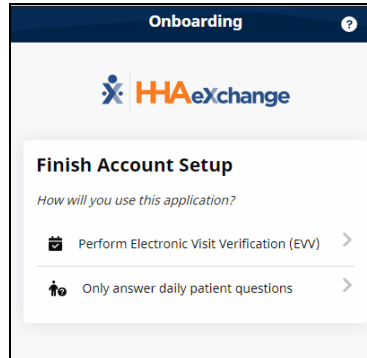 Onboarding
?
HHAeXchange
Finish Account Setup
How will you use this application?
Perform Electronic Visit Verification (EVV)
Only answer daily patient questions